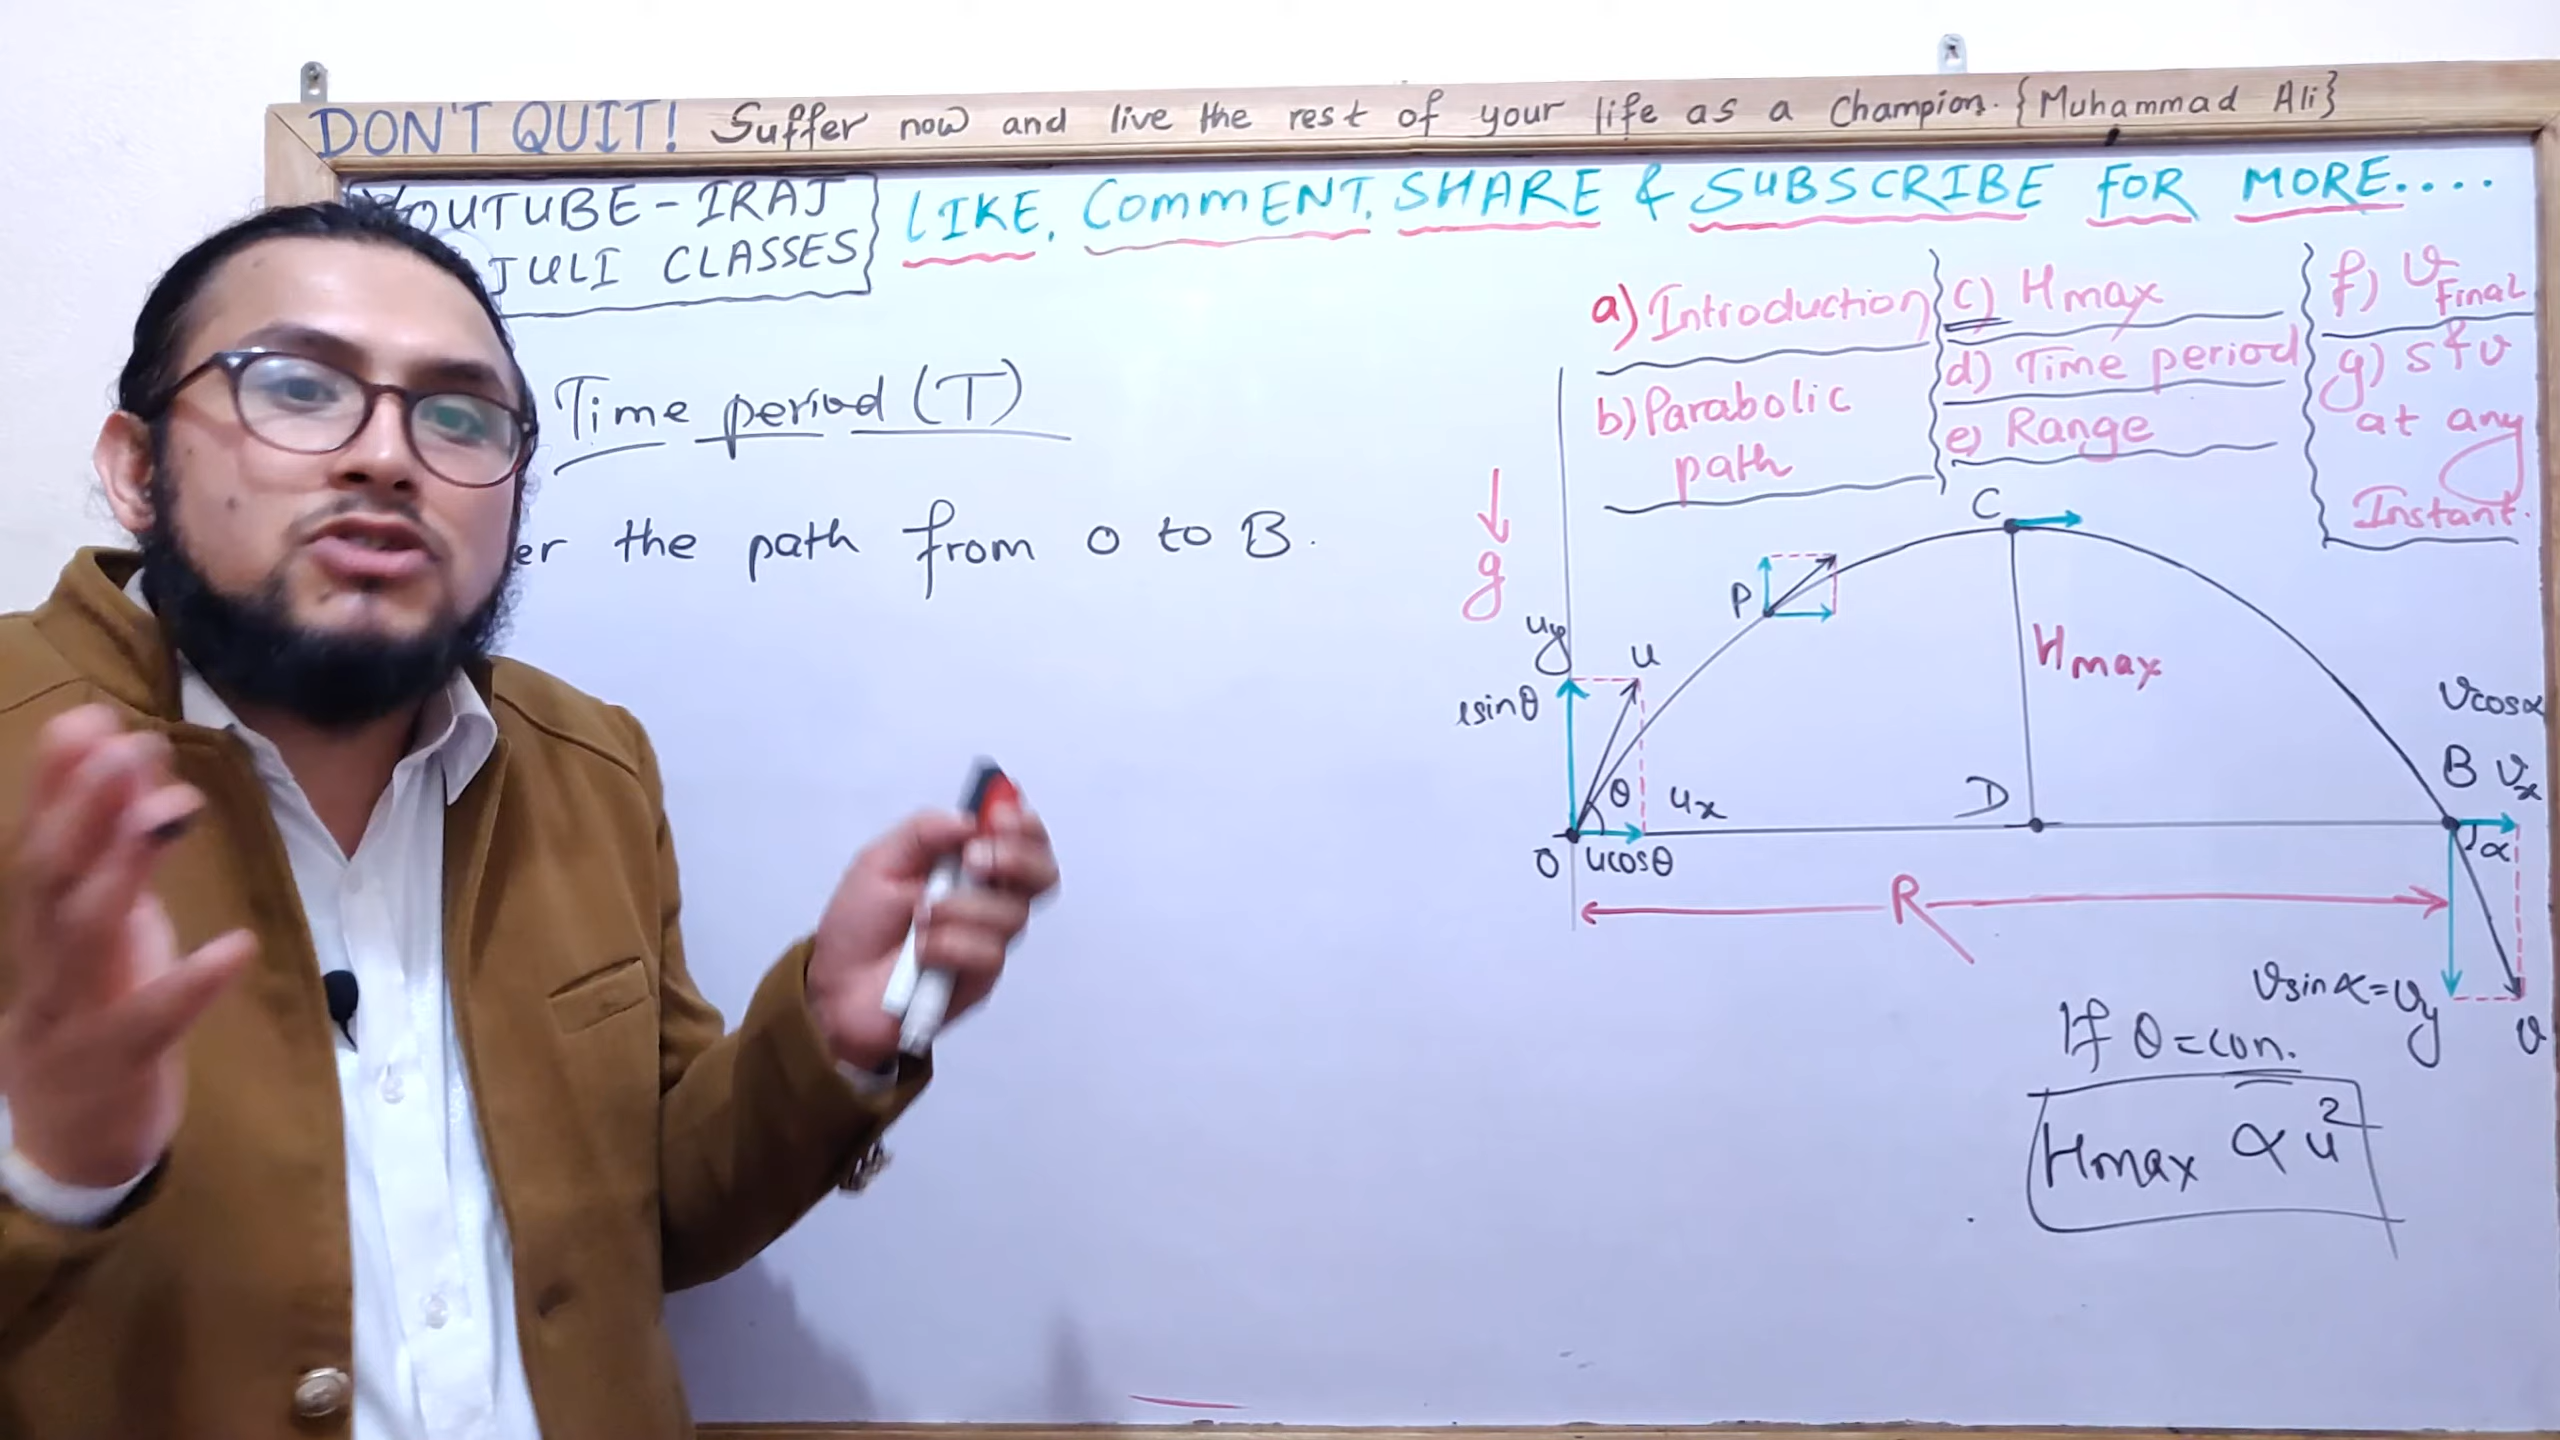 DON'T QUIT! Suffer now and live the rest of your life as a Champion. {Muhammad Ali}
YOUTUBE - IRAJ
JULI CLASSES
LIKE, COMMENT, SHARE & SUBSCRIBE FOR MORE....
a) Introduction
b) Parabolic
path
c) Hmax
d) Time period
e) Range
f) v Final
g) s & v
at any
Instant.
Time period (T)
er the path from O to B.
g
C
P
Hmax
uy
u
usinθ
θ
ux
O
ucosθ
D
vcosα
B vx
α
R
vsinα = vy
v
If θ = con.
Hmax ∝ u²